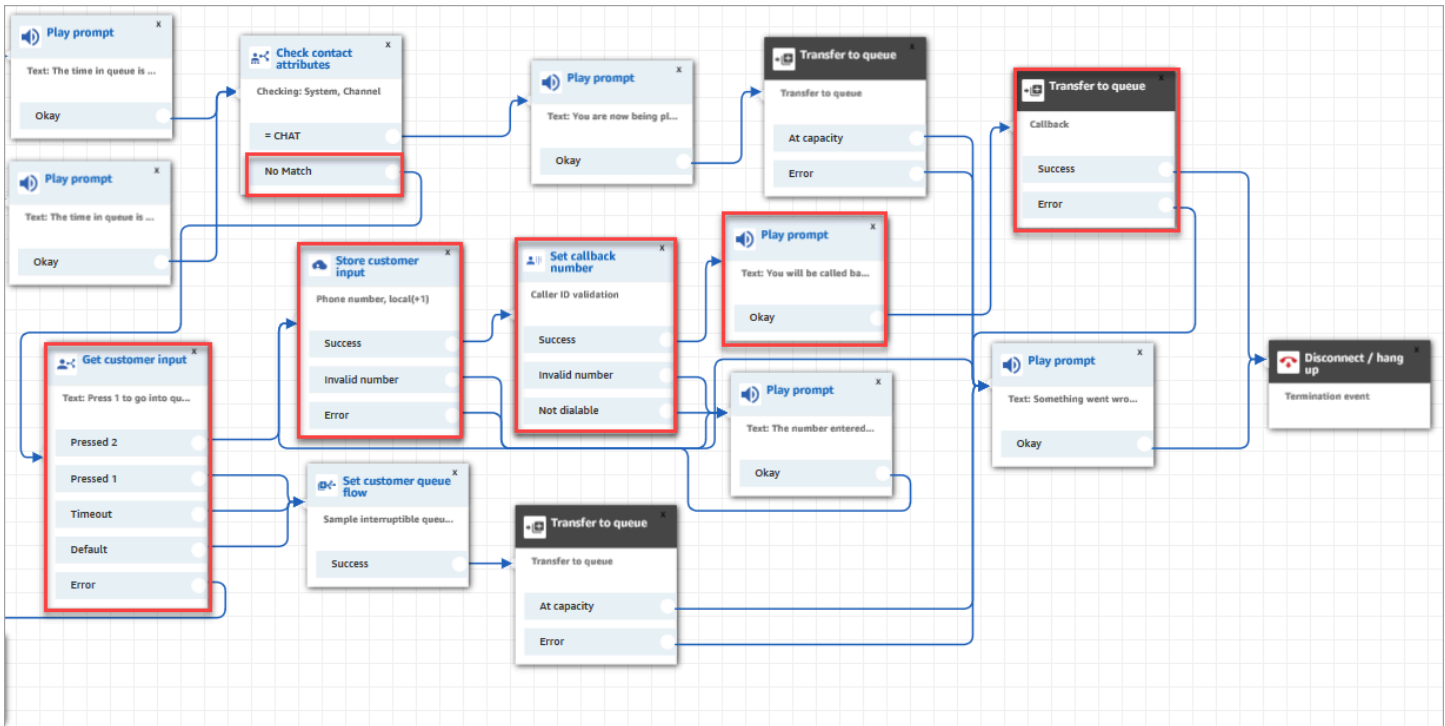 x
Play prompt
Text: The time in queue is ...
Okay
x
Play prompt
Text: The time in queue is ...
Okay
x
Check contact
attributes
Checking: System, Channel
= CHAT
No Match
x
Play prompt
Text: You are now being pl...
Okay
x
Transfer to queue
Transfer to queue
At capacity
Error
x
Transfer to queue
Callback
Success
Error
x
Get customer input
Text: Press 1 to go into qu...
Pressed 2
Pressed 1
Timeout
Default
Error
x
Store customer
input
Phone number, local(+1)
Success
Invalid number
Error
x
Set callback
number
Caller ID validation
Success
Invalid number
Not dialable
x
Play prompt
Text: You will be called ba...
Okay
x
Play prompt
Text: The number entered...
Okay
x
Play prompt
Text: Something went wro...
Okay
x
Disconnect / hang
up
Termination event
x
Set customer queue
flow
Sample interruptible queu...
Success
x
Transfer to queue
Transfer to queue
At capacity
Error